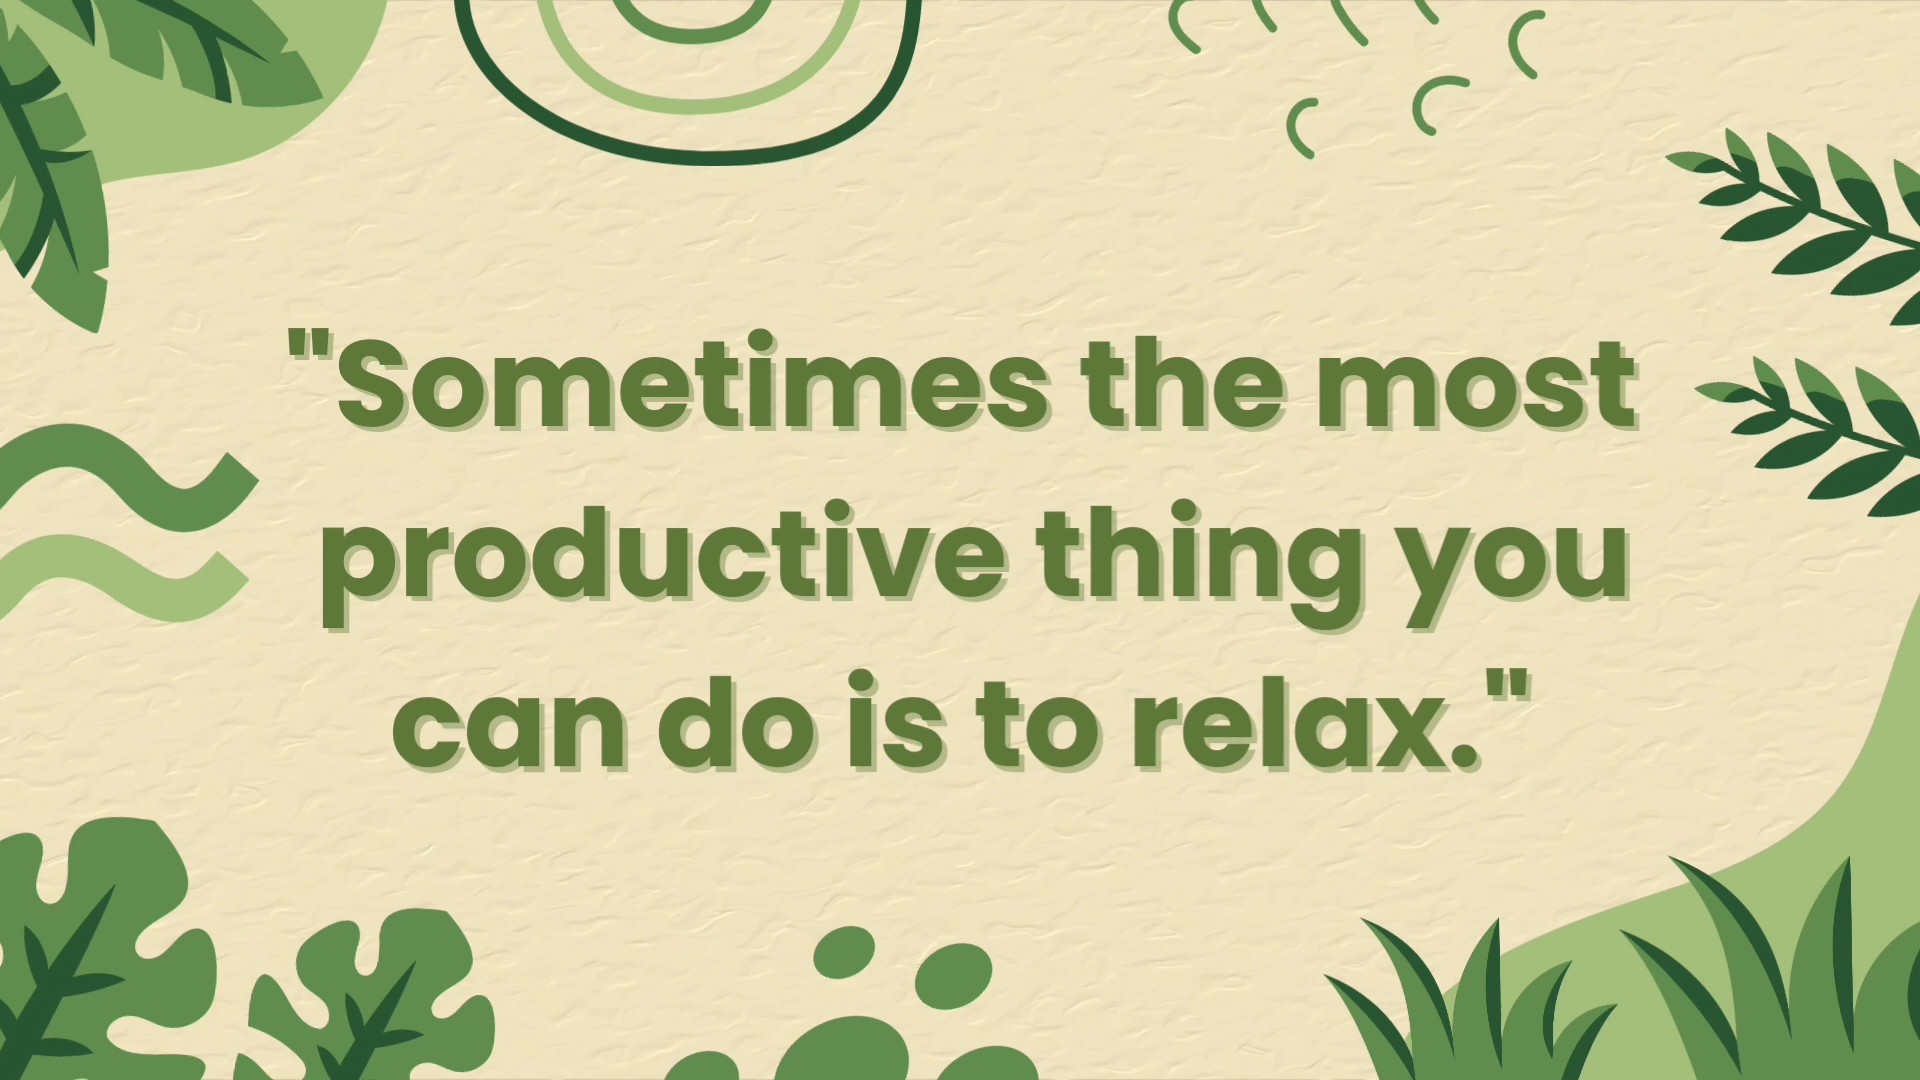 "Sometimes the most
productive thing you
can do is to relax."